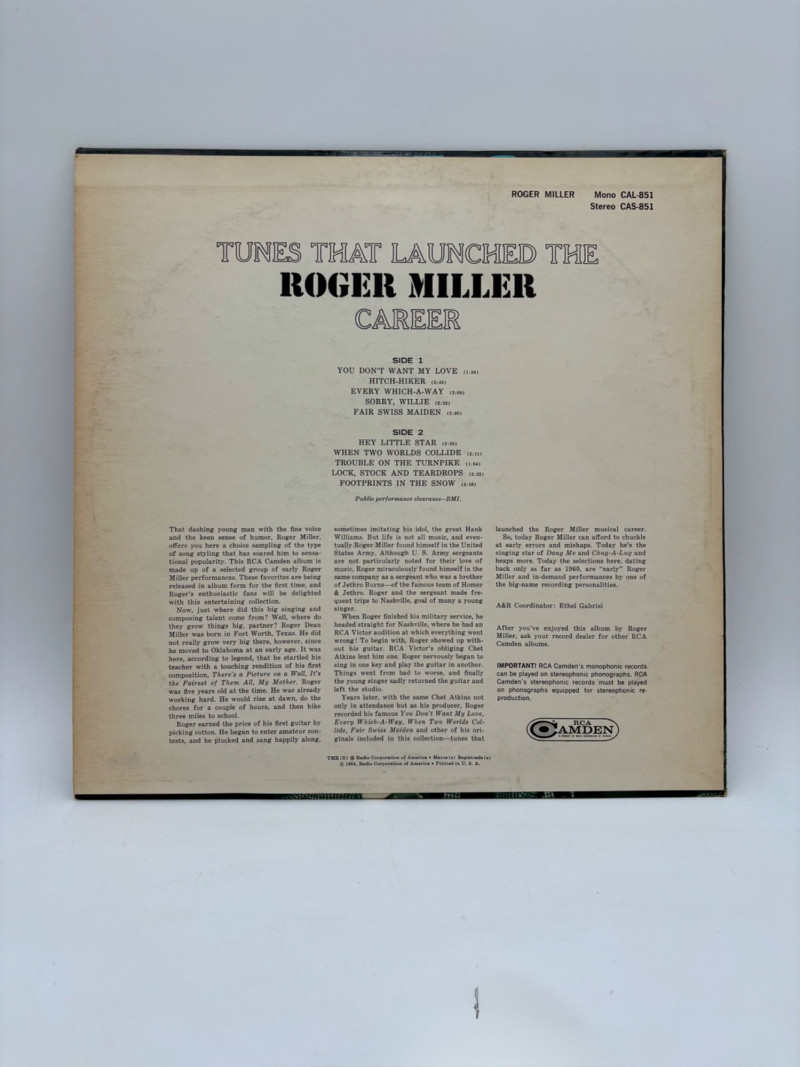 ROGER MILLER Mono CAL-851
Stereo CAS-851
TUNES THAT LAUNCHED THE
ROGER MILLER
CAREER
SIDE 1
YOU DON'T WANT MY LOVE
HITCH-HIKER
EVERY WHICH-A-WAY
SORRY, WILLIE
FAIR SWISS MAIDEN
SIDE 2
HEY LITTLE STAR
WHEN TWO WORLDS COLLIDE (2:11)
TROUBLE ON THE TURNPIKE (1:54)
LOCK, STOCK AND TEARDROPS
FOOTPRINTS IN THE SNOW
Public performance clearance—BMI.
That dashing young man with the fine voice
and the keen sense of humor, Roger Miller,
offers you here a choice sampling of the type
of song styling that has soared him to sensa-
tional popularity. This RCA Camden album is
made up of a selected group of early Roger
Miller performances. These favorites are being
released in album form for the first time, and
Roger's enthusiastic fans will be delighted
with this entertaining collection.
Now, just where did this big singing and
composing talent come from? Well, where do
they grow things big, partner? Roger Dean
Miller was born in Fort Worth, Texas. He did
not really grow very big there, however, since
he moved to Oklahoma at an early age. It was
here, according to legend, that he startled his
teacher with a touching rendition of his first
composition, There's a Picture on a Wall, It's
the Fairest of Them All, My Mother. Roger
was five years old at the time. He was already
working hard. He would rise at dawn, do the
chores for a couple of hours, and then hike
three miles to school.
Roger earned the price of his first guitar by
picking cotton. He began to enter amateur con-
tests, and he plucked and sang happily along,
sometimes imitating his idol, the great Hank
Williams. But life is not all music, and even-
tually Roger Miller found himself in the United
States Army. Although U. S. Army sergeants
are not particularly noted for their love of
music, Roger miraculously found himself in the
same company as a sergeant who was a brother
of Jethro Burns—of the famous team of Homer
& Jethro. Roger and the sergeant made fre-
quent trips to Nashville, goal of many a young
singer.
When Roger finished his military service, he
headed straight for Nashville, where he had an
RCA Victor audition at which everything went
wrong! To begin with, Roger showed up with-
out his guitar. RCA Victor's obliging Chet
Atkins lent him one. Roger nervously began to
sing in one key and play the guitar in another.
Things went from bad to worse, and finally
the young singer sadly returned the guitar and
left the studio.
Years later, with the same Chet Atkins not
only in attendance but as his producer, Roger
recorded his famous You Don't Want My Love,
Every Which-A-Way, When Two Worlds Col-
lide, Fair Swiss Maiden and other of his ori-
ginals included in this collection—tunes that
launched the Roger Miller musical career.
So, today Roger Miller can afford to chuckle
at early errors and mishaps. Today he's the
singing star of Dang Me and Chug-A-Lug and
heaps more. Today the selections here, dating
back only as far as 1960, are "early" Roger
Miller and in-demand performances by one of
the big-name recording personalities.
A&R Coordinator: Ethel Gabriel
After you've enjoyed this album by Roger
Miller, ask your record dealer for other RCA
Camden albums.
IMPORTANT! RCA Camden's monophonic records
can be played on stereophonic phonographs. RCA
Camden's stereophonic records must be played
on phonographs equipped for stereophonic re-
production.
RCA
CAMDEN
TMK(S) ® Radio Corporation of America • Marca(s) Registrada(s)
© 1964, Radio Corporation of America • Printed in U. S. A.